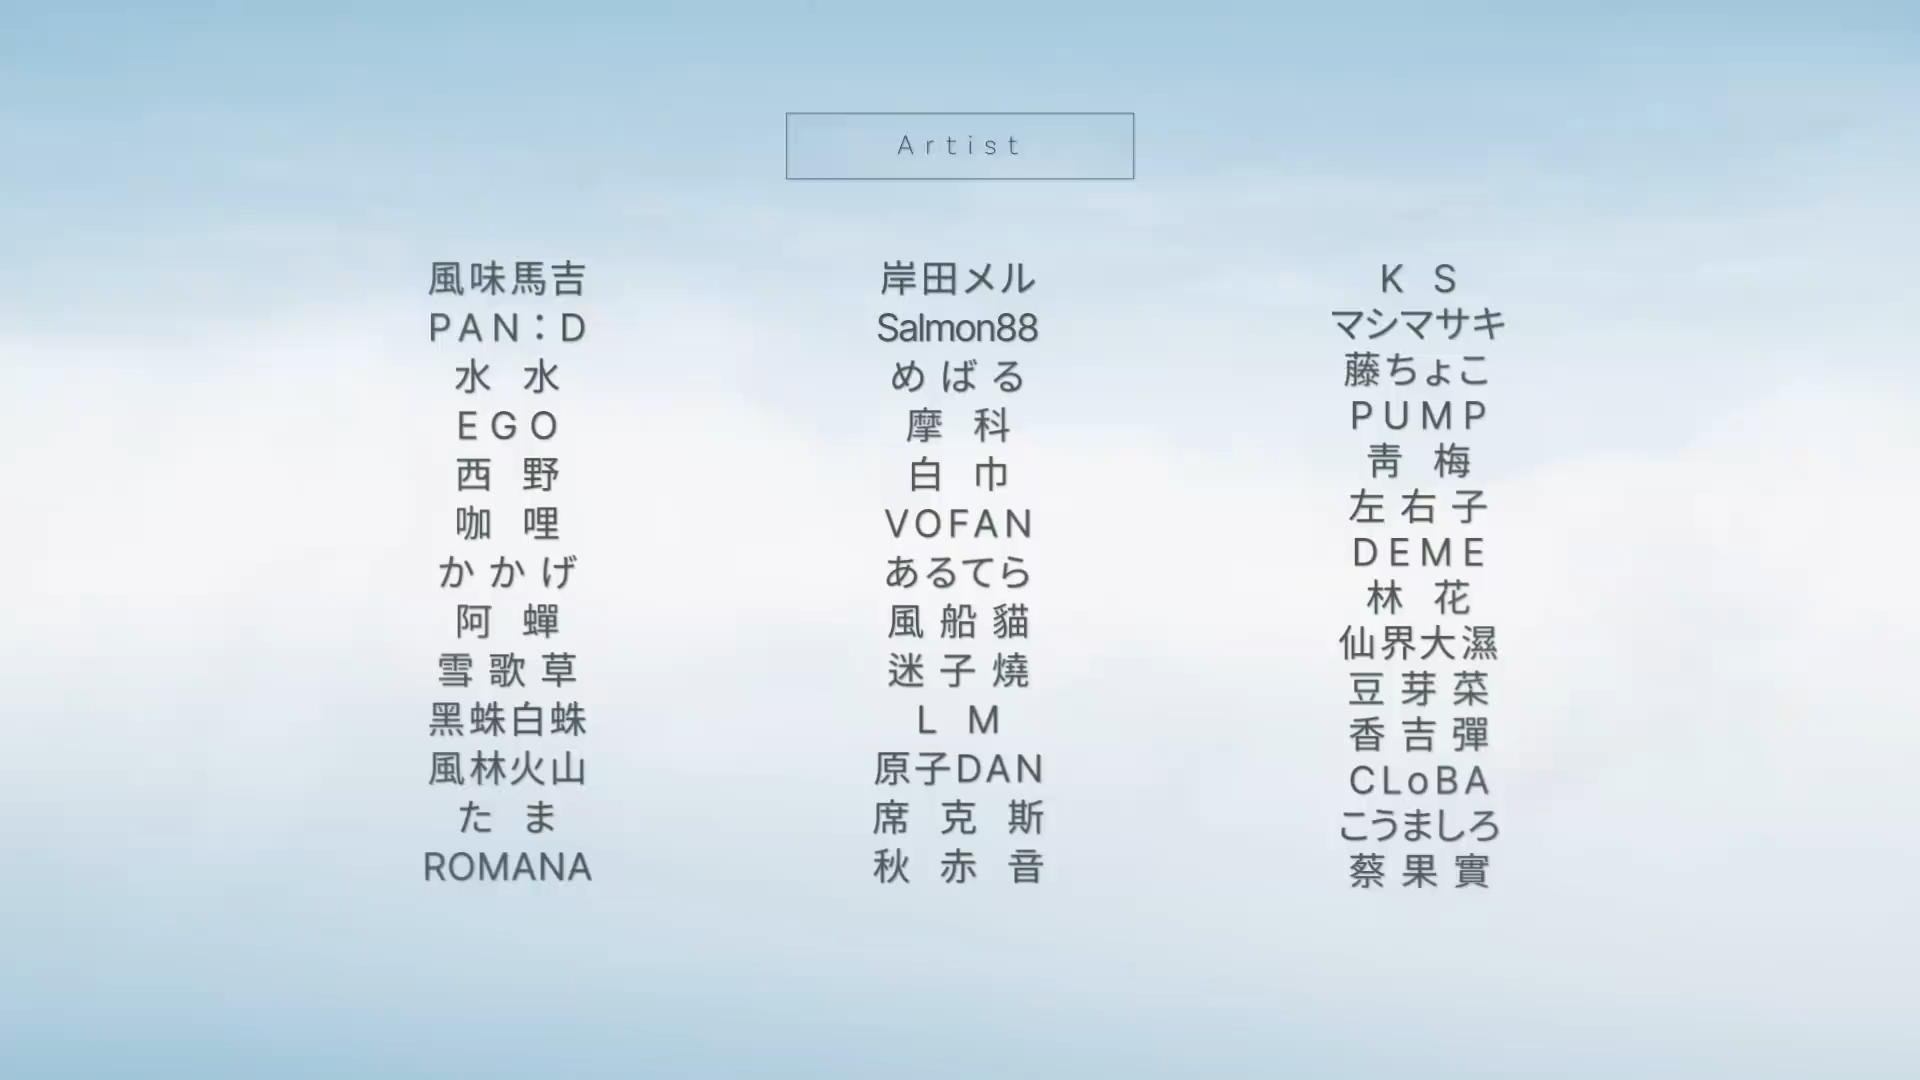 Artist
風味馬吉
PAN：D
水 水
EGO
西 野
咖 哩
かかげ
阿 蟬
雪歌草
黑蛛白蛛
風林火山
たま
ROMANA
岸田メル
Salmon88
めばる
摩 科
白 巾
VOFAN
あるてら
風船貓
迷子燒
L M
原子DAN
席 克 斯
秋 赤 音
K S
マシマサキ
藤ちょこ
PUMP
靑 梅
左右子
DEME
林 花
仙界大濕
豆芽菜
香吉彈
CLoBA
こうましろ
蔡果實